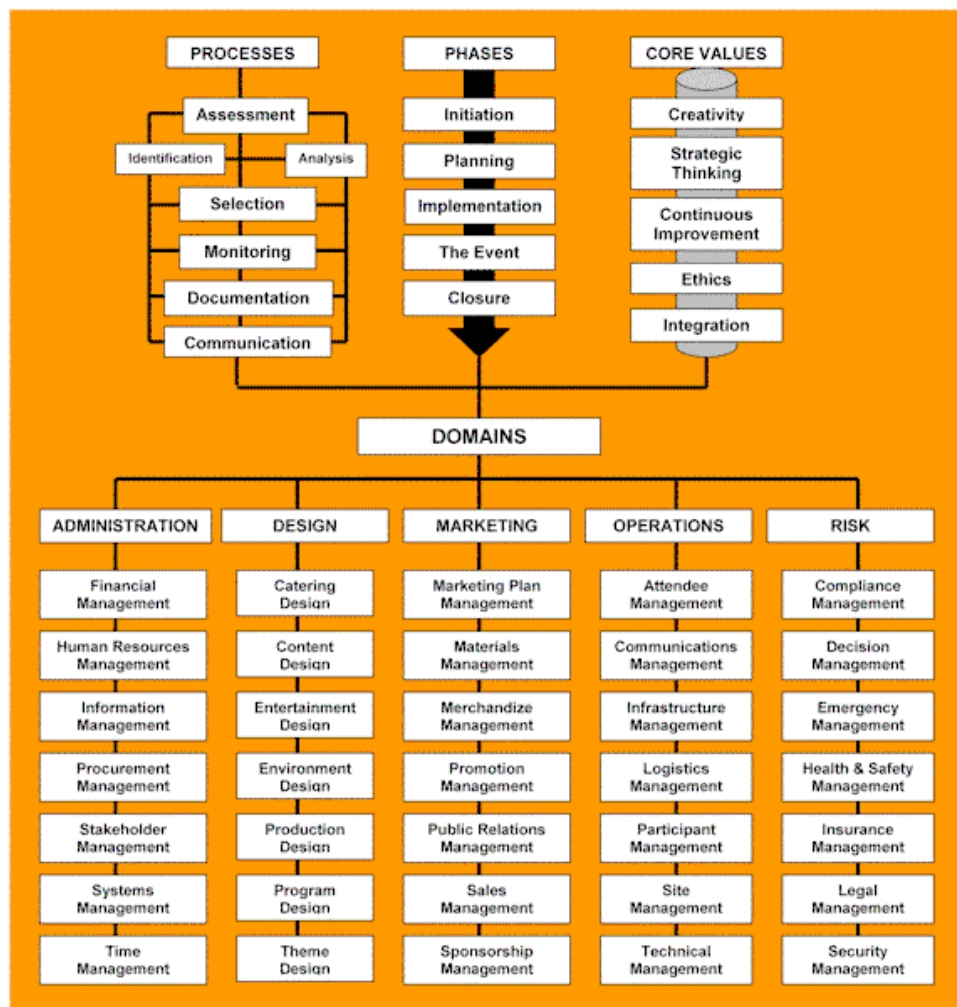 PROCESSES
Assessment
Identification
Analysis
Selection
Monitoring
Documentation
Communication
PHASES
Initiation
Planning
Implementation
The Event
Closure
CORE VALUES
Creativity
Strategic
Thinking
Continuous
Improvement
Ethics
Integration
DOMAINS
ADMINISTRATION
Financial
Management
Human Resources
Management
Information
Management
Procurement
Management
Stakeholder
Management
Systems
Management
Time
Management
DESIGN
Catering
Design
Content
Design
Entertainment
Design
Environment
Design
Production
Design
Program
Design
Theme
Design
MARKETING
Marketing Plan
Management
Materials
Management
Merchandize
Management
Promotion
Management
Public Relations
Management
Sales
Management
Sponsorship
Management
OPERATIONS
Attendee
Management
Communications
Management
Infrastructure
Management
Logistics
Management
Participant
Management
Site
Management
Technical
Management
RISK
Compliance
Management
Decision
Management
Emergency
Management
Health & Safety
Management
Insurance
Management
Legal
Management
Security
Management